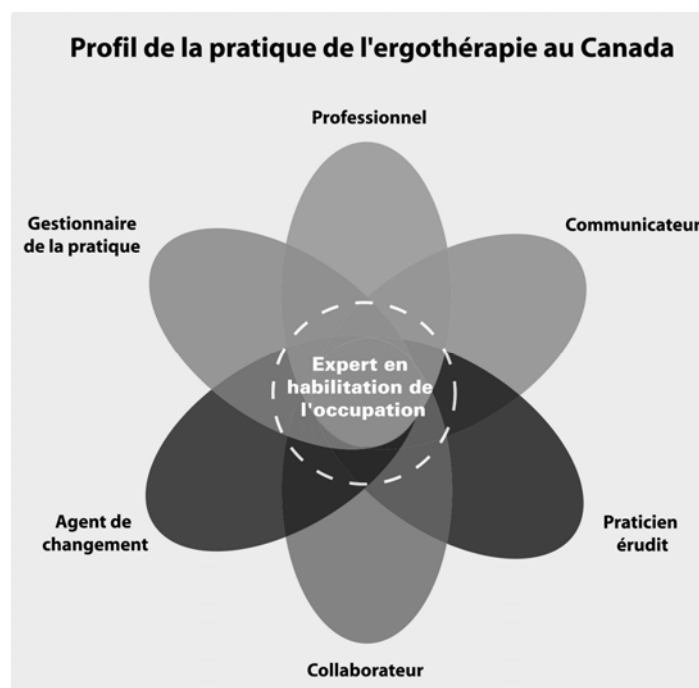 Profil de la pratique de l'ergothérapie au Canada
Professionnel
Gestionnaire
de la pratique
Communicateur
Expert en
habilitation de
l'occupation
Agent de
changement
Praticien
érudit
Collaborateur